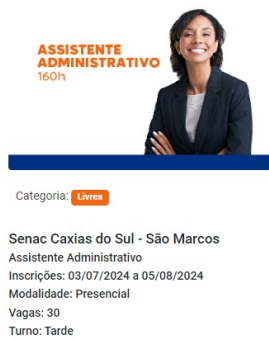 ASSISTENTE
ADMINISTRATIVO
160h
Categoria: Livres
Senac Caxias do Sul - São Marcos
Assistente Administrativo
Inscrições: 03/07/2024 a 05/08/2024
Modalidade: Presencial
Vagas: 30
Turno: Tarde